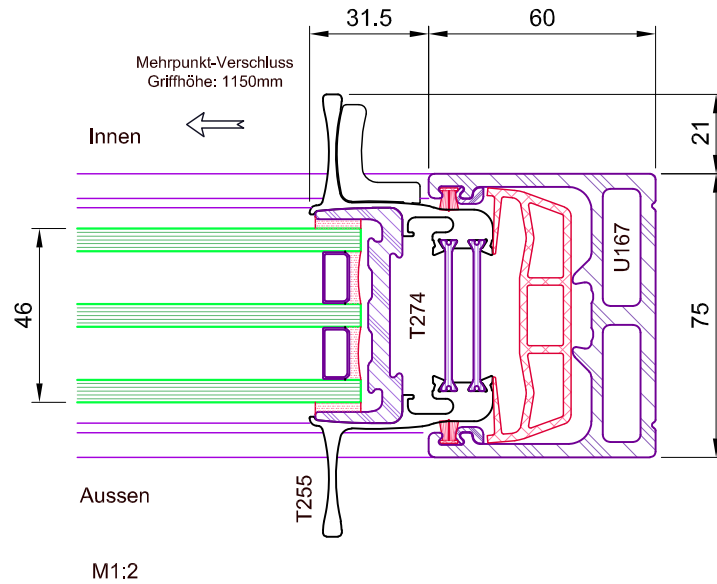 31.5
60
Mehrpunkt-Verschluss
Griffhöhe: 1150mm
21
Innen
U167
46
T274
75
Aussen
T255
M1:2